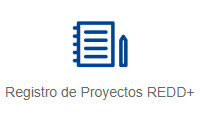 Registro de Proyectos REDD+